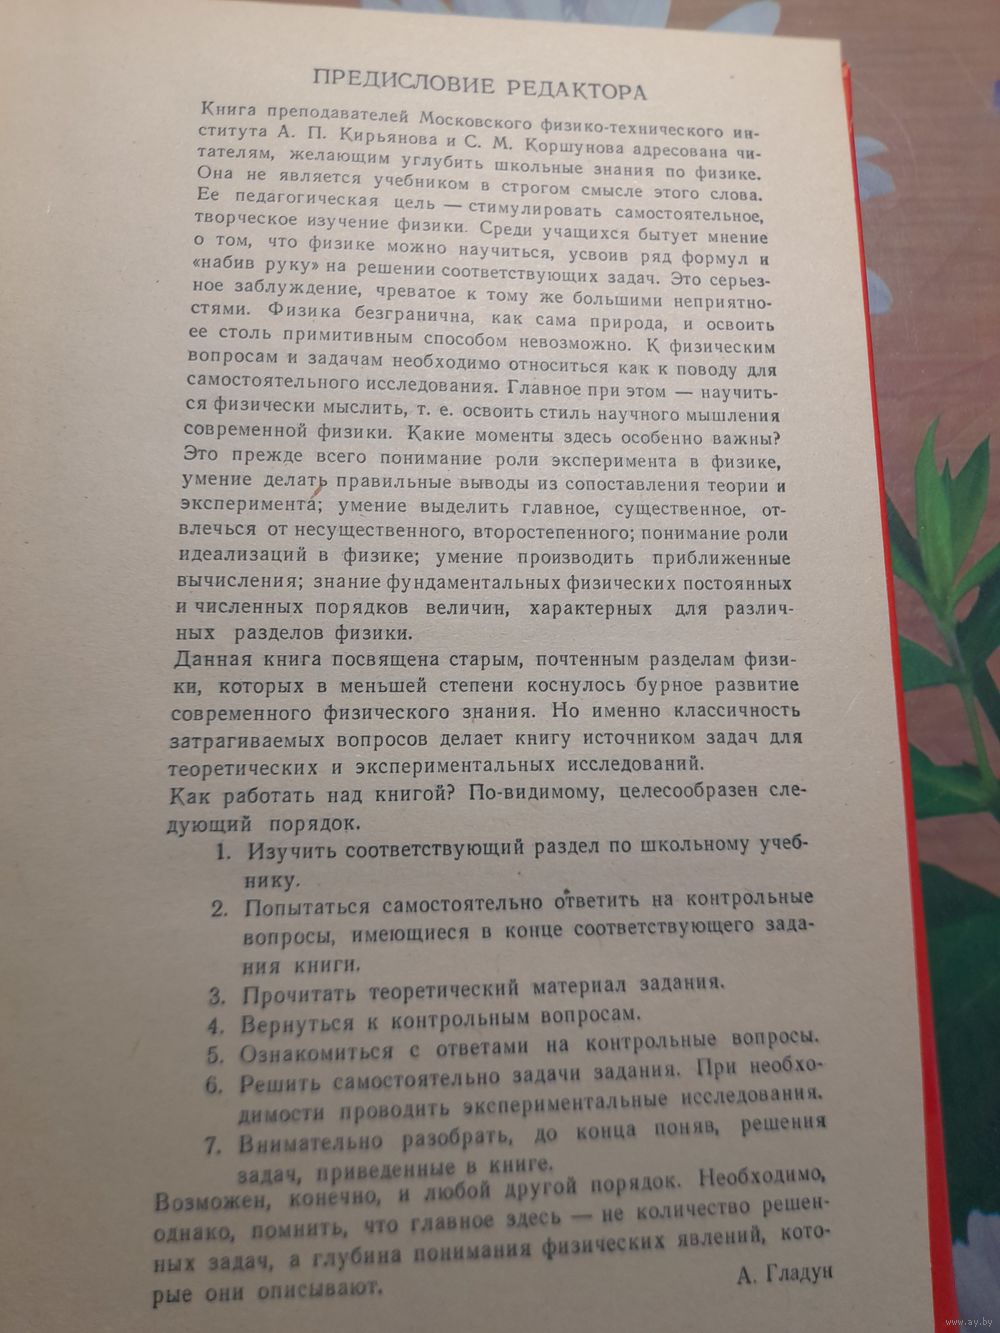 ПРЕДИСЛОВИЕ РЕДАКТОРА
Книга преподавателей Московского физико-технического ин-
ститута А. П. Кирьянова и С. М. Коршунова адресована чи-
тателям, желающим углубить школьные знания по физике.
Она не является учебником в строгом смысле этого слова.
Ее педагогическая цель — стимулировать самостоятельное,
творческое изучение физики. Среди учащихся бытует мнение
о том, что физике можно научиться, усвоив ряд формул и
«набив руку» на решении соответствующих задач. Это серьез-
ное заблуждение, чреватое к тому же большими неприятно-
стями. Физика безгранична, как сама природа, и освоить
ее столь примитивным способом невозможно. К физическим
вопросам и задачам необходимо относиться как к поводу для
самостоятельного исследования. Главное при этом — научить-
ся физически мыслить, т. е. освоить стиль научного мышления
современной физики. Какие моменты здесь особенно важны?
Это прежде всего понимание роли эксперимента в физике,
умение делать правильные выводы из сопоставления теории и
эксперимента; умение выделить главное, существенное, от-
влечься от несущественного, второстепенного; понимание роли
идеализаций в физике; умение производить приближенные
вычисления; знание фундаментальных физических постоянных
и численных порядков величин, характерных для различ-
ных разделов физики.
Данная книга посвящена старым, почтенным разделам физи-
ки, которых в меньшей степени коснулось бурное развитие
современного физического знания. Но именно классичность
затрагиваемых вопросов делает книгу источником задач для
теоретических и экспериментальных исследований.
Как работать над книгой? По-видимому, целесообразен сле-
дующий порядок.
1. Изучить соответствующий раздел по школьному учеб-
нику.
2. Попытаться самостоятельно ответить на контрольные
вопросы, имеющиеся в конце соответствующего зада-
ния книги.
3. Прочитать теоретический материал задания.
4. Вернуться к контрольным вопросам.
5. Ознакомиться с ответами на контрольные вопросы.
6. Решить самостоятельно задачи задания. При необхо-
димости проводить экспериментальные исследования.
7. Внимательно разобрать, до конца поняв, решения
задач, приведенные в книге.
Возможен, конечно, и любой другой порядок. Необходимо,
однако, помнить, что главное здесь — не количество решен-
ных задач, а глубина понимания физических явлений, кото-
рые они описывают.
А. Гладун
www.ay.by